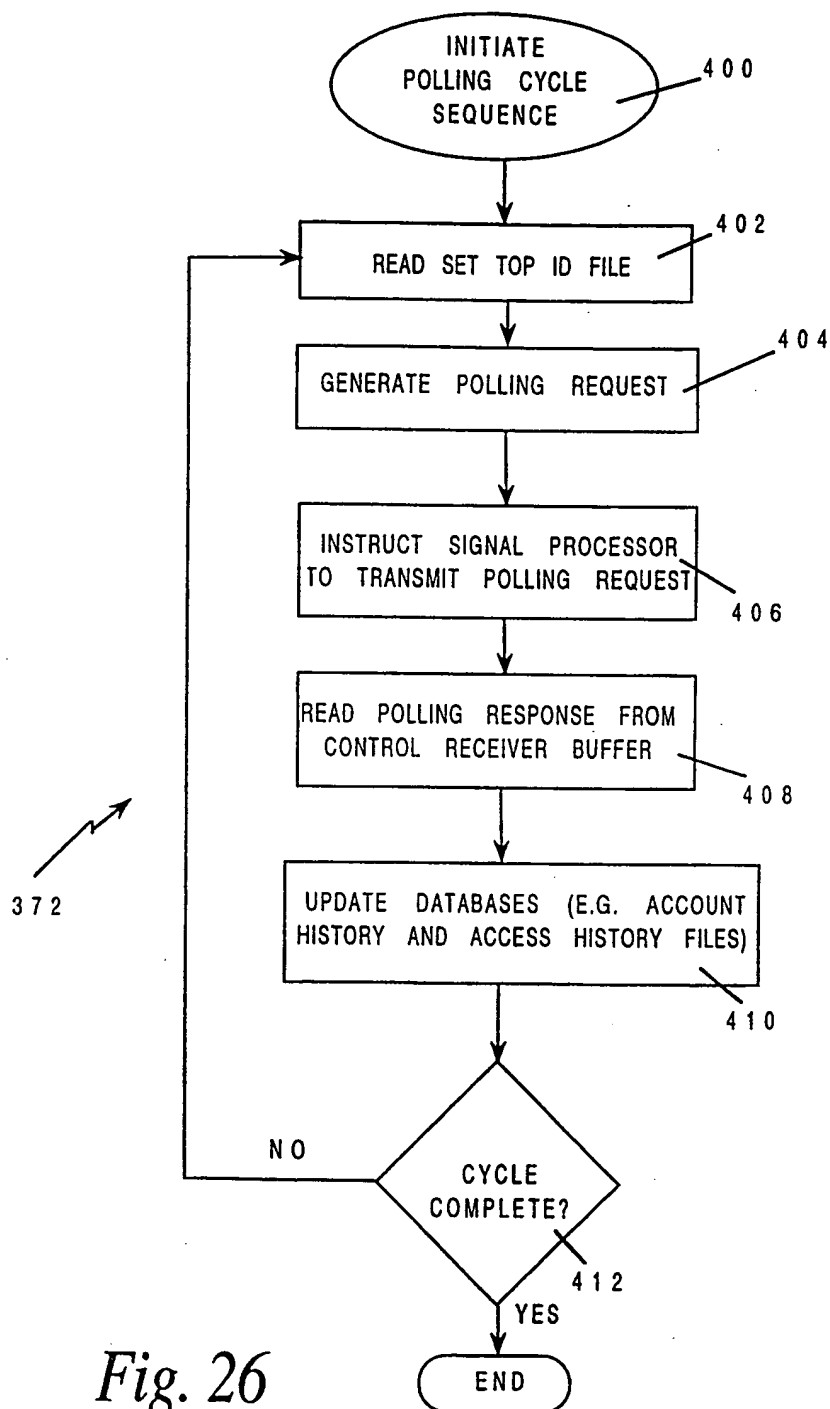 INITIATE
POLLING CYCLE
SEQUENCE
400
402
READ SET TOP ID FILE
404
GENERATE POLLING REQUEST
INSTRUCT SIGNAL PROCESSOR
TO TRANSMIT POLLING REQUEST
406
READ POLLING RESPONSE FROM
CONTROL RECEIVER BUFFER
408
372
UPDATE DATABASES (E.G. ACCOUNT
HISTORY AND ACCESS HISTORY FILES)
410
NO
CYCLE
COMPLETE?
412
YES
END
Fig. 26